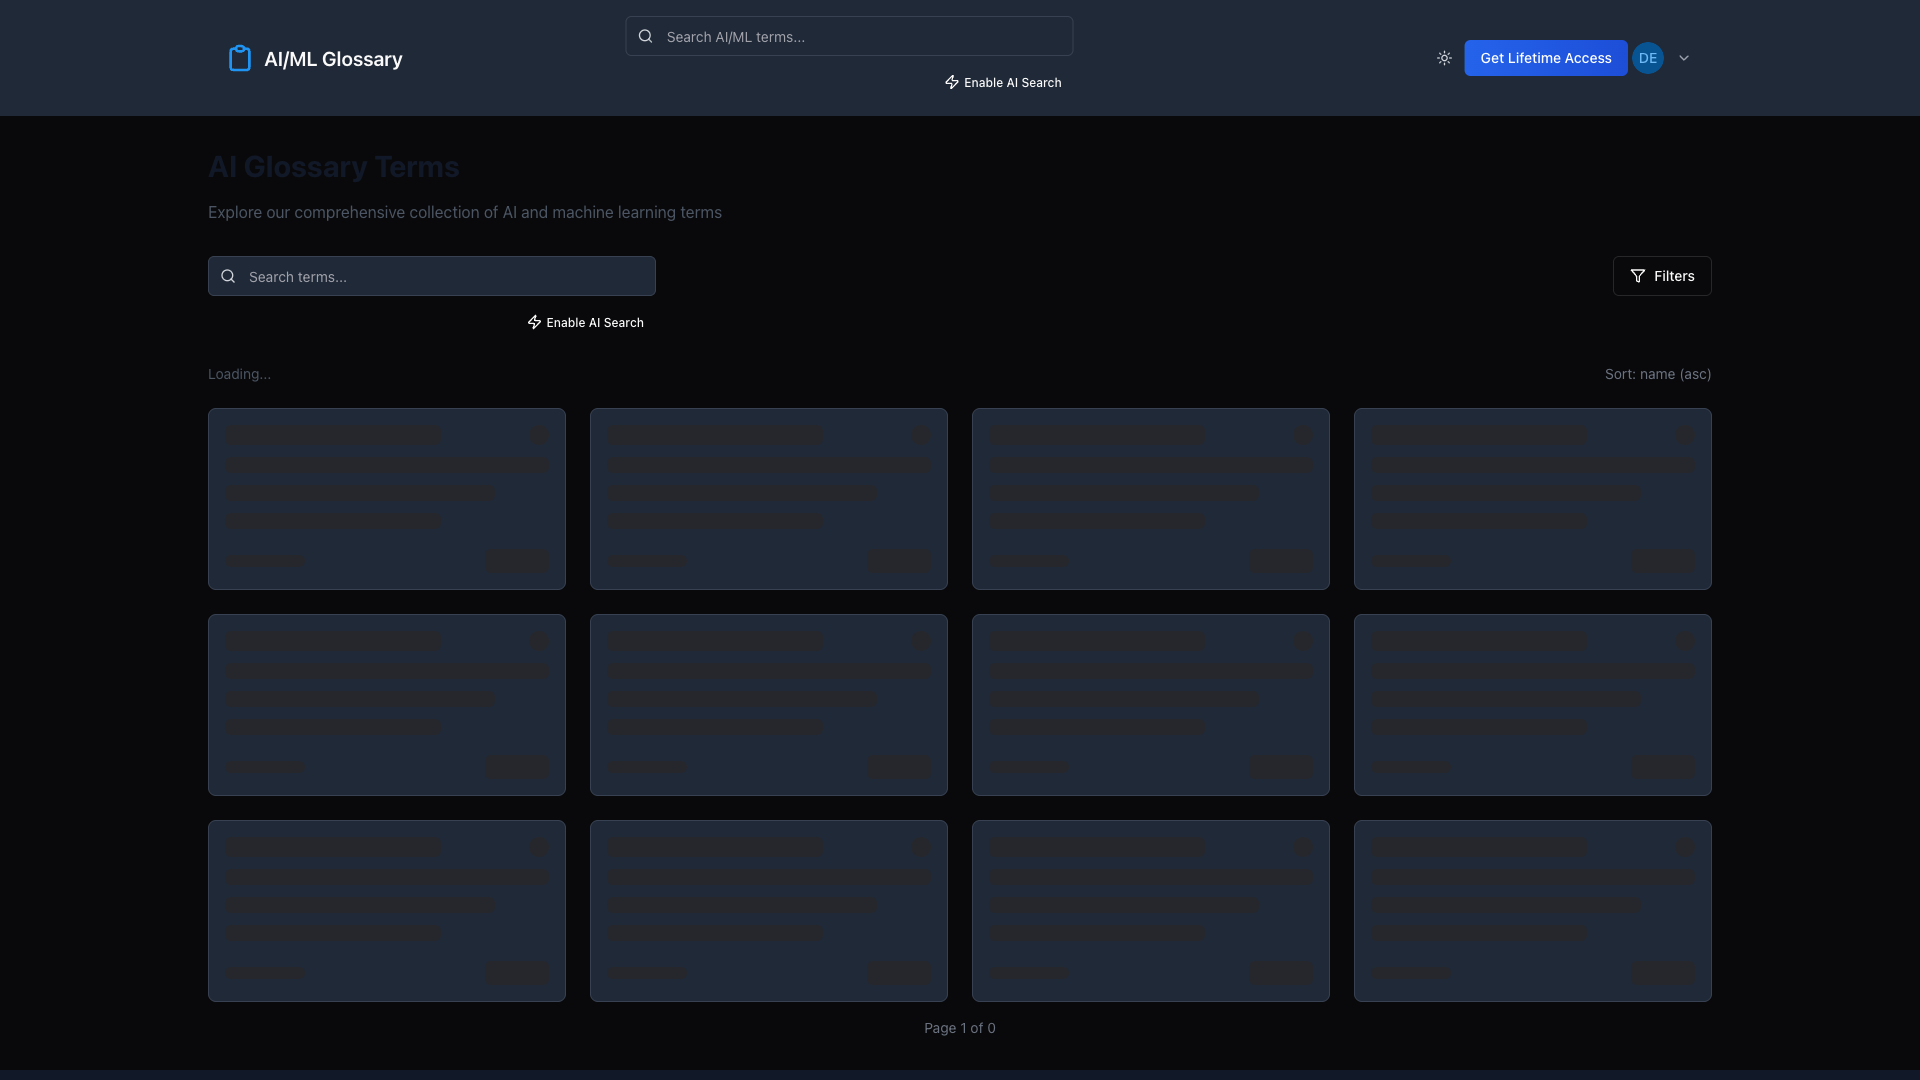 AI/ML Glossary
Search AI/ML terms...
Enable AI Search
Get Lifetime Access
DE
AI Glossary Terms
Explore our comprehensive collection of AI and machine learning terms
Search terms...
Filters
Enable AI Search
Loading...
Sort: name (asc)
Page 1 of 0